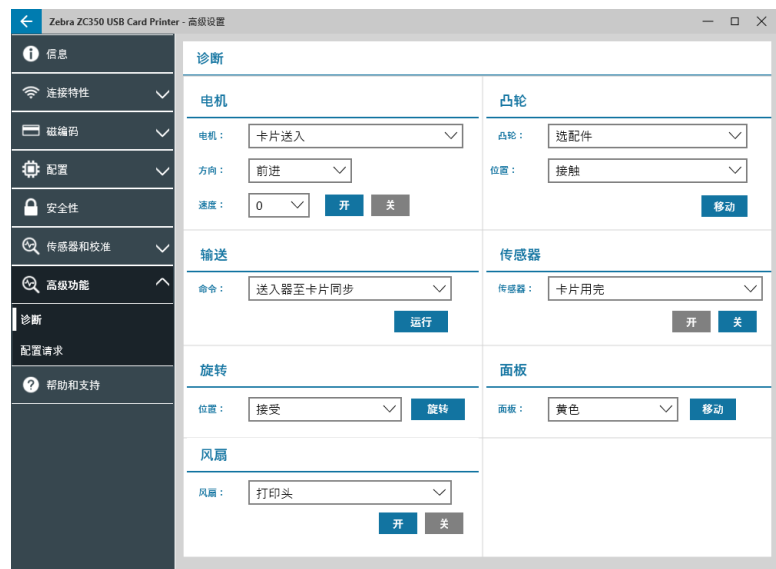 Zebra ZC350 USB Card Printer - 高级设置
信息
连接特性
磁编码
配置
安全性
传感器和校准
高级功能
诊断
配置请求
帮助和支持
诊断
电机
电机：
卡片送入
方向：
前进
速度：
0
开
关
凸轮
凸轮：
选配件
位置：
接触
移动
输送
命令：
送入器至卡片同步
运行
传感器
传感器：
卡片用完
开
关
旋转
位置：
接受
旋转
面板
面板：
黄色
移动
风扇
风扇：
打印头
开
关